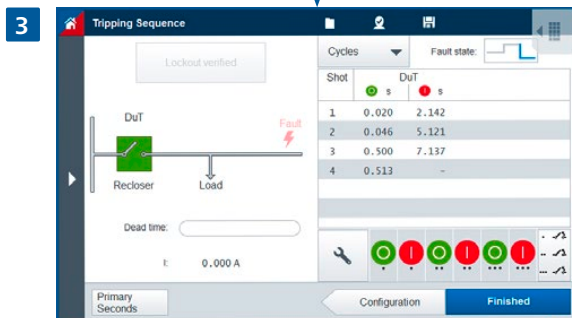 3
Tripping Sequence
Lockout verified
Cycles
Fault state:
Shot
DuT
s
s
1 0.020 2.142
2 0.046 5.121
3 0.500 7.137
4 0.513 -
DuT
Fault
Recloser
Load
Dead time:
I: 0.000 A
Primary
Seconds
Configuration
Finished